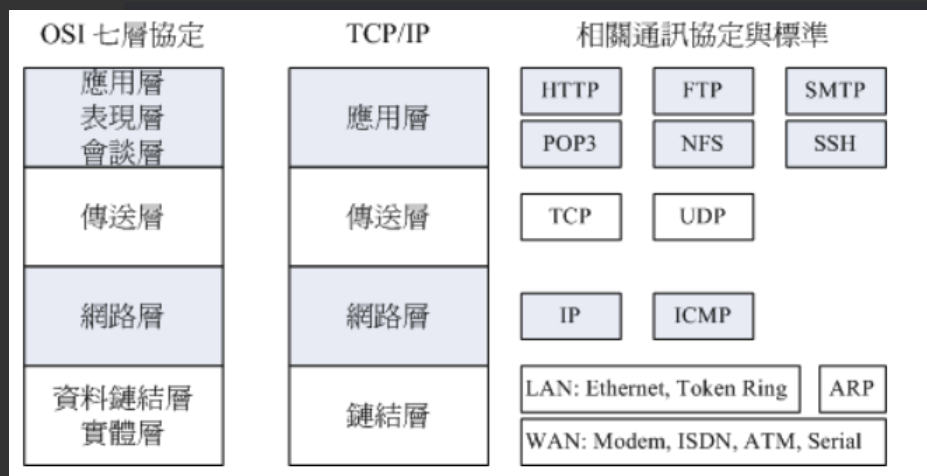 OSI 七層協定 TCP/IP 相關通訊協定與標準
應用層
表現層
會談層
應用層
HTTP FTP SMTP
POP3 NFS SSH
傳送層 傳送層 TCP UDP
網路層 網路層 IP ICMP
資料鏈結層
實體層
鏈結層
LAN: Ethernet, Token Ring ARP
WAN: Modem, ISDN, ATM, Serial